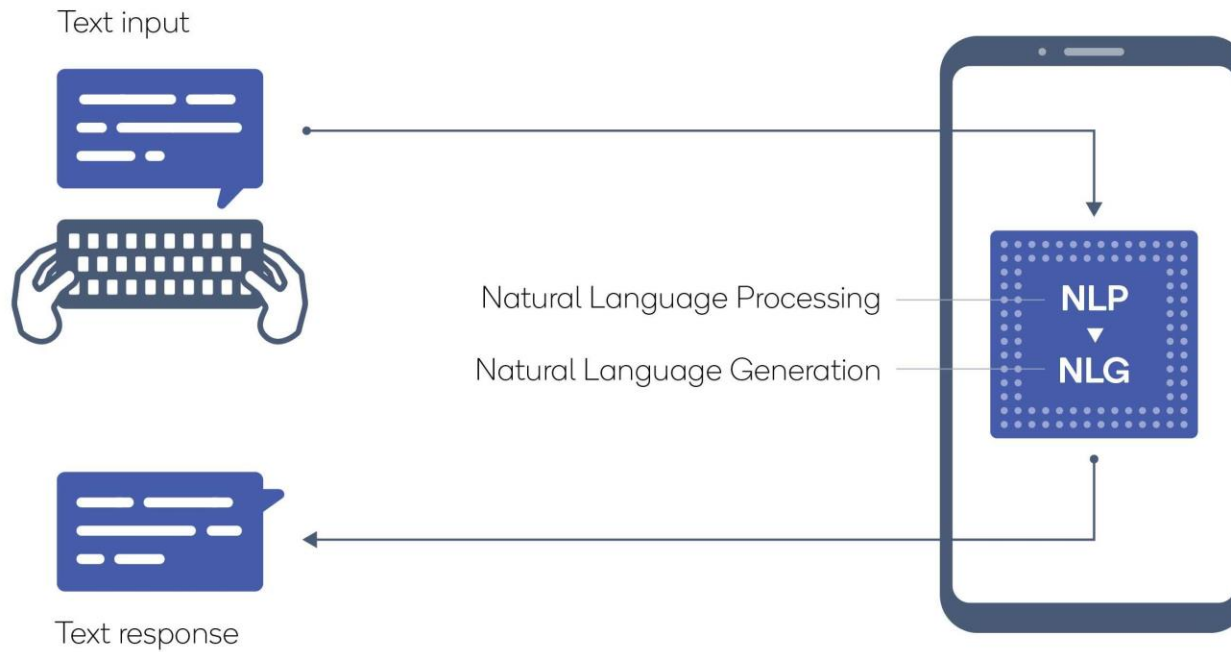 Text input
Natural Language Processing
NLP
Natural Language Generation
NLG
Text response